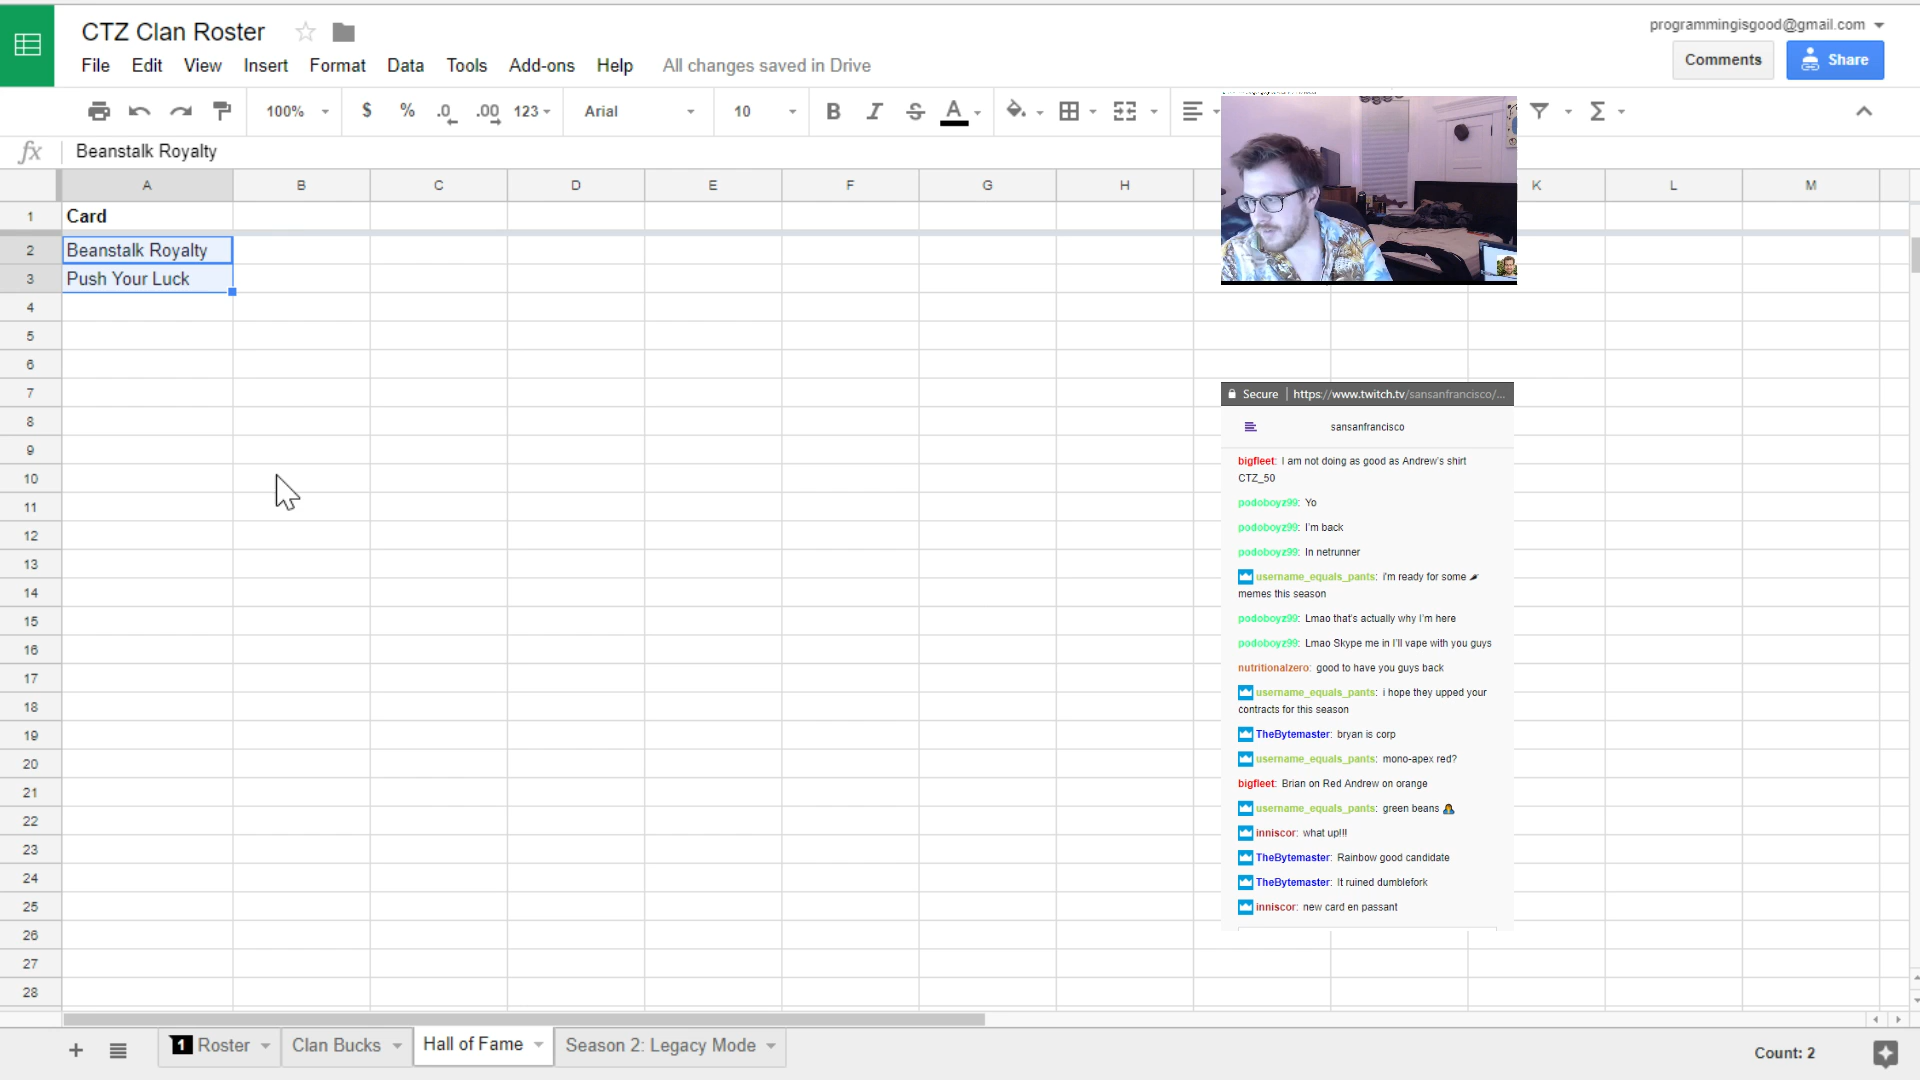 CTZ Clan Roster
programmingisgood@gmail.com
File Edit View Insert Format Data Tools Add-ons Help All changes saved in Drive
Comments Share
100% $ % .0 .00 123 Arial 10 B I S A Σ
fx Beanstalk Royalty
A B C D E F G H K L M
1 Card
2 Beanstalk Royalty
3 Push Your Luck
4
5
6
7
8
9
10
11
12
13
14
15
16
17
18
19
20
21
22
23
24
25
26
27
28
Secure https://www.twitch.tv/sansanfrancisco/...
sansanfrancisco
bigfleet: I am not doing as good as Andrew's shirt
CTZ_50
podoboyz99: Yo
podoboyz99: I'm back
podoboyz99: In netrunner
username_equals_pants: i'm ready for some
memes this season
podoboyz99: Lmao that's actually why I'm here
podoboyz99: Lmao Skype me in I'll vape with you guys
nutritionalzero: good to have you guys back
username_equals_pants: i hope they upped your
contracts for this season
TheBytemaster: bryan is corp
username_equals_pants: mono-apex red?
bigfleet: Brian on Red Andrew on orange
username_equals_pants: green beans
inniscor: what up!!!
TheBytemaster: Rainbow good candidate
TheBytemaster: It ruined dumblefork
inniscor: new card en passant
1 Roster Clan Bucks Hall of Fame Season 2: Legacy Mode
Count: 2